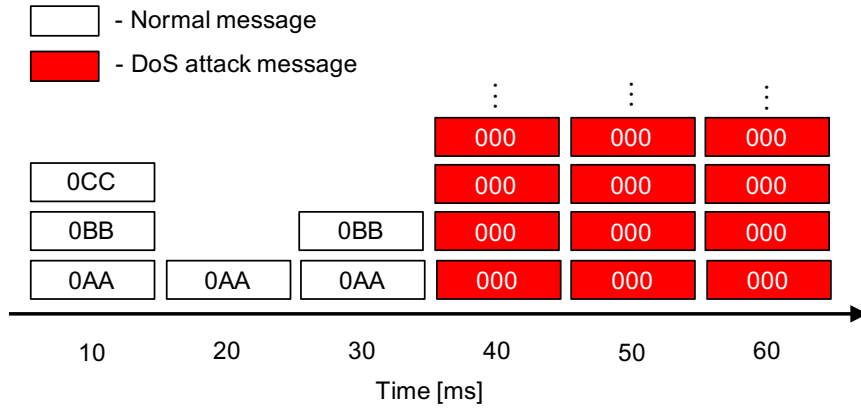 - Normal message
- DoS attack message
⋮ ⋮ ⋮
000 000 000
0CC 000 000 000
0BB 0BB 000 000 000
0AA 0AA 0AA 000 000 000
10 20 30 40 50 60
Time [ms]